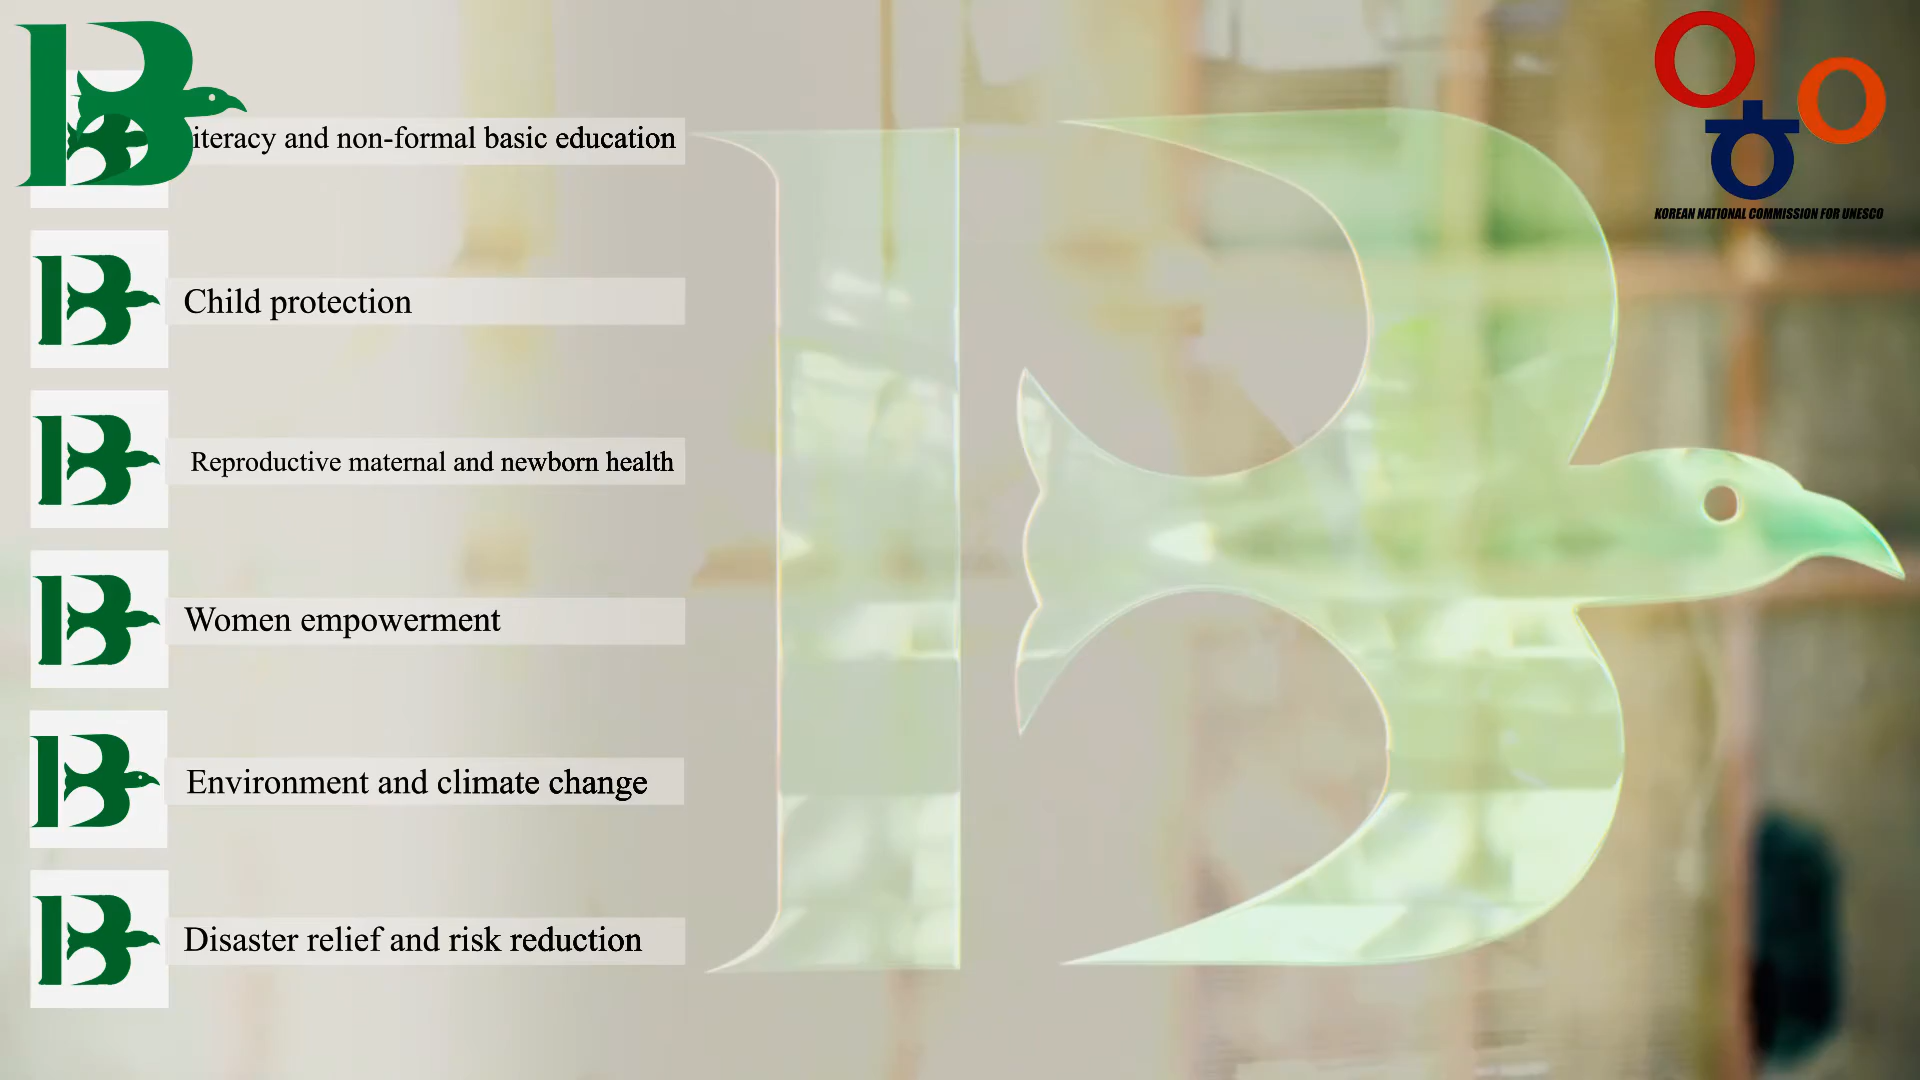 iteracy and non-formal basic education
Child protection
Reproductive maternal and newborn health
Women empowerment
Environment and climate change
Disaster relief and risk reduction
KOREAN NATIONAL COMMISSION FOR UNESCO